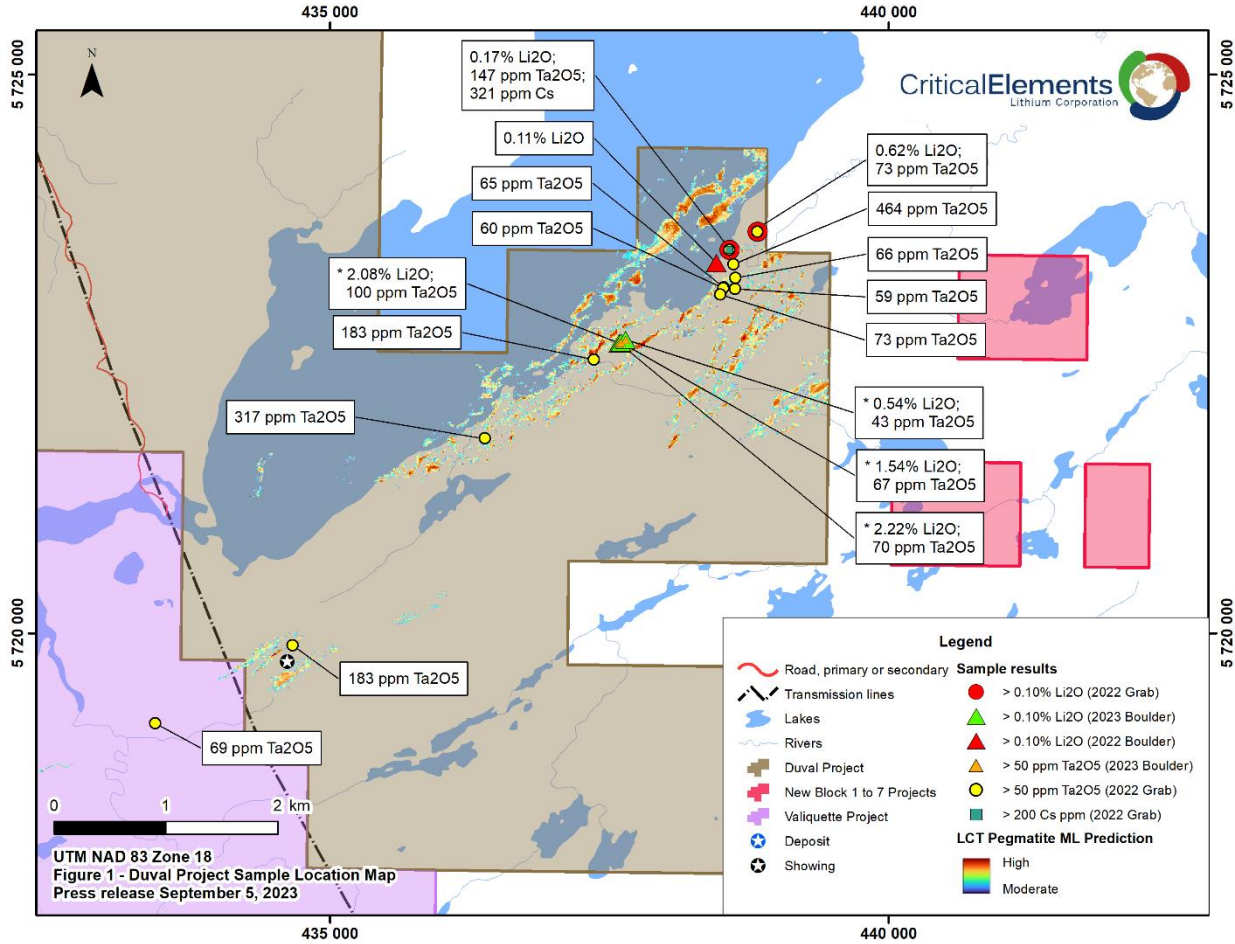 435 000
440 000
5 725 000
5 725 000
N
CriticalElements
Lithium Corporation
0.17% Li2O;
147 ppm Ta2O5;
321 ppm Cs
0.11% Li2O
65 ppm Ta2O5
60 ppm Ta2O5
* 2.08% Li2O;
100 ppm Ta2O5
183 ppm Ta2O5
317 ppm Ta2O5
0.62% Li2O;
73 ppm Ta2O5
464 ppm Ta2O5
66 ppm Ta2O5
59 ppm Ta2O5
73 ppm Ta2O5
* 0.54% Li2O;
43 ppm Ta2O5
* 1.54% Li2O;
67 ppm Ta2O5
* 2.22% Li2O;
70 ppm Ta2O5
5 720 000
5 720 000
183 ppm Ta2O5
69 ppm Ta2O5
0 1 2 km
UTM NAD 83 Zone 18
Figure 1 - Duval Project Sample Location Map
Press release September 5, 2023
Legend
Road, primary or secondary
Transmission lines
Lakes
Rivers
Duval Project
New Block 1 to 7 Projects
Valiquette Project
Deposit
Showing
Sample results
> 0.10% Li2O (2022 Grab)
> 0.10% Li2O (2023 Boulder)
> 0.10% Li2O (2022 Boulder)
> 50 ppm Ta2O5 (2023 Boulder)
> 50 ppm Ta2O5 (2022 Grab)
> 200 Cs ppm (2022 Grab)
LCT Pegmatite ML Prediction
High
Moderate
435 000
440 000